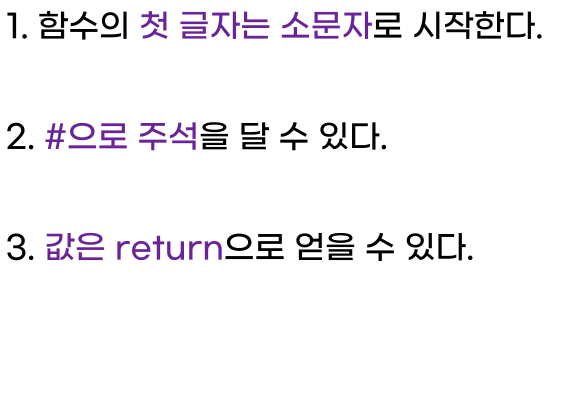 1. 함수의 첫 글자는 소문자로 시작한다.
2. #으로 주석을 달 수 있다.
3. 값은 return으로 얻을 수 있다.